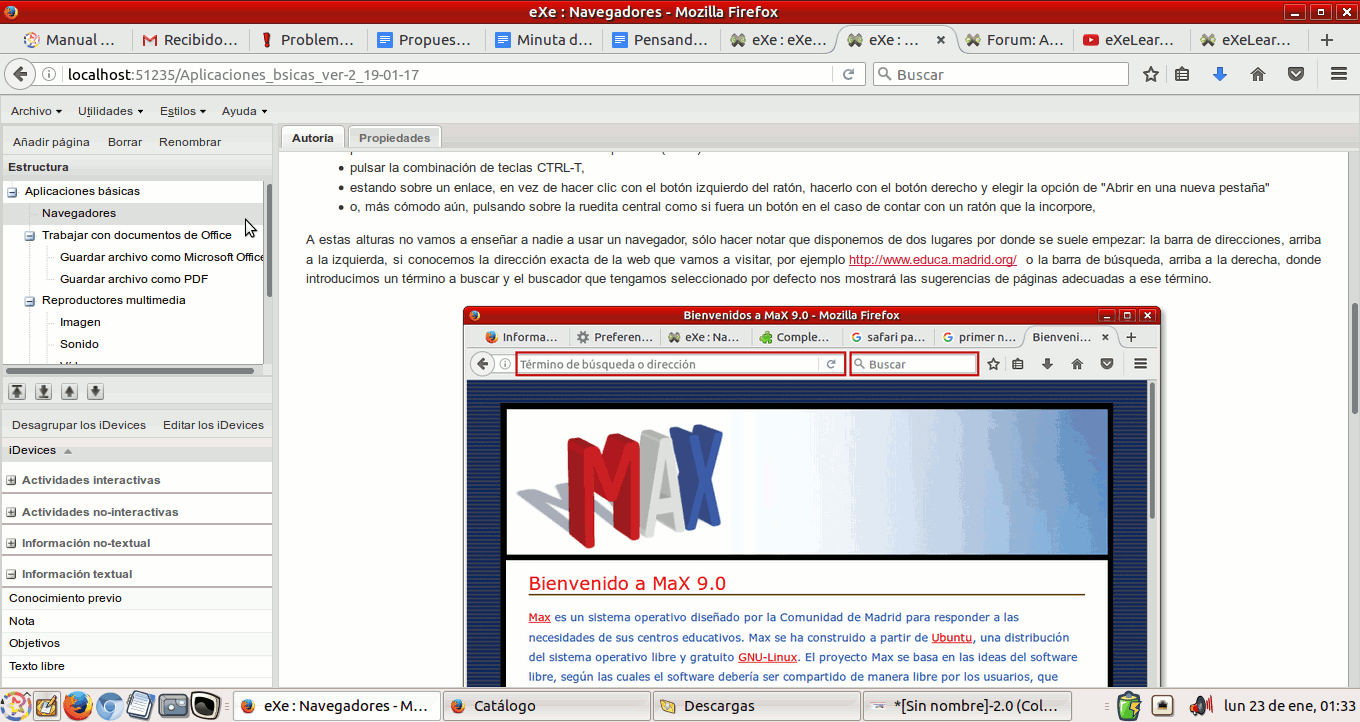 eXe : Navegadores - Mozilla Firefox
Manual ... Recibido... Problem... Propues... Minuta d... Pensand... eXe : eXe... eXe : ... Forum: A... eXeLear... eXeLear...
localhost:51235/Aplicaciones_bsicas_ver-2_19-01-17 Buscar
Archivo Utilidades Estilos Ayuda
Añadir página Borrar Renombrar
Estructura
Aplicaciones básicas
Navegadores
Trabajar con documentos de Office
Guardar archivo como Microsoft Office
Guardar archivo como PDF
Reproductores multimedia
Imagen
Sonido
Desagrupar los iDevices Editar los iDevices
iDevices
Actividades interactivas
Actividades no-interactivas
Información no-textual
Información textual
Conocimiento previo
Nota
Objetivos
Texto libre
Autoría Propiedades
pulsar la combinación de teclas CTRL-T,
estando sobre un enlace, en vez de hacer clic con el botón izquierdo del ratón, hacerlo con el botón derecho y elegir la opción de "Abrir en una nueva pestaña"
o, más cómodo aún, pulsando sobre la ruedita central como si fuera un botón en el caso de contar con un ratón que la incorpore,
A estas alturas no vamos a enseñar a nadie a usar un navegador, sólo hacer notar que disponemos de dos lugares por donde se suele empezar: la barra de direcciones, arriba
a la izquierda, si conocemos la dirección exacta de la web que vamos a visitar, por ejemplo http://www.educa.madrid.org/ o la barra de búsqueda, arriba a la derecha, donde
introducimos un término a buscar y el buscador que tengamos seleccionado por defecto nos mostrará las sugerencias de páginas adecuadas a ese término.
Bienvenidos a MaX 9.0 - Mozilla Firefox
Informa... Preferen... eXe : Na... Comple... safari pa... primer n... Bienveni...
Término de búsqueda o dirección Buscar
MAX
Bienvenido a MaX 9.0
Max es un sistema operativo diseñado por la Comunidad de Madrid para responder a las
necesidades de sus centros educativos. Max se ha construido a partir de Ubuntu, una distribución
del sistema operativo libre y gratuito GNU-Linux. El proyecto Max se basa en las ideas del software
libre, según las cuales el software debería ser compartido de manera libre por los usuarios, que
eXe : Navegadores - M... Catálogo Descargas *[Sin nombre]-2.0 (Col... lun 23 de ene, 01:33